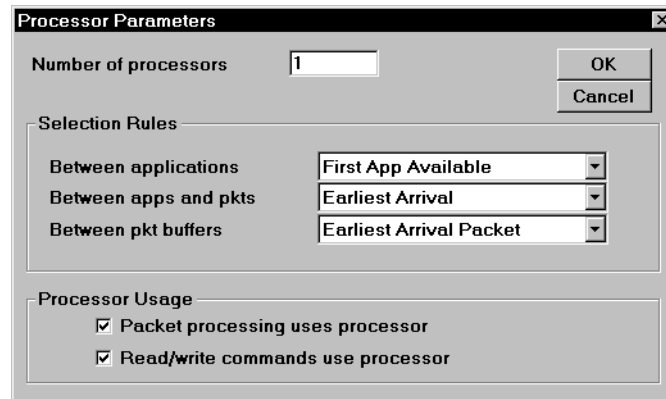 Processor Parameters
Number of processors 1
OK
Cancel
Selection Rules
Between applications First App Available
Between apps and pkts Earliest Arrival
Between pkt buffers Earliest Arrival Packet
Processor Usage
Packet processing uses processor
Read/write commands use processor